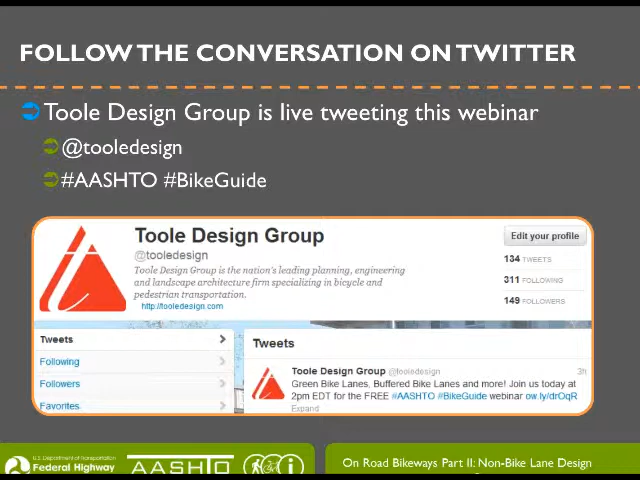 FOLLOW THE CONVERSATION ON TWITTER
Toole Design Group is live tweeting this webinar
@tooledesign
#AASHTO #BikeGuide
Toole Design Group
@tooledesign
Toole Design Group is the nation's leading planning, engineering
and landscape architecture firm specializing in bicycle and
pedestrian transportation.
http://tooledesign.com
Edit your profile
134 TWEETS
311 FOLLOWING
149 FOLLOWERS
Tweets
Following
Followers
Favorites
Tweets
Toole Design Group @tooledesign 3h
Green Bike Lanes, Buffered Bike Lanes and more! Join us today at
2pm EDT for the FREE #AASHTO #BikeGuide webinar ow.ly/drOqR
Expand
U.S. Department of Transportation
Federal Highway
AASHTO
On Road Bikeways Part II: Non-Bike Lane Design